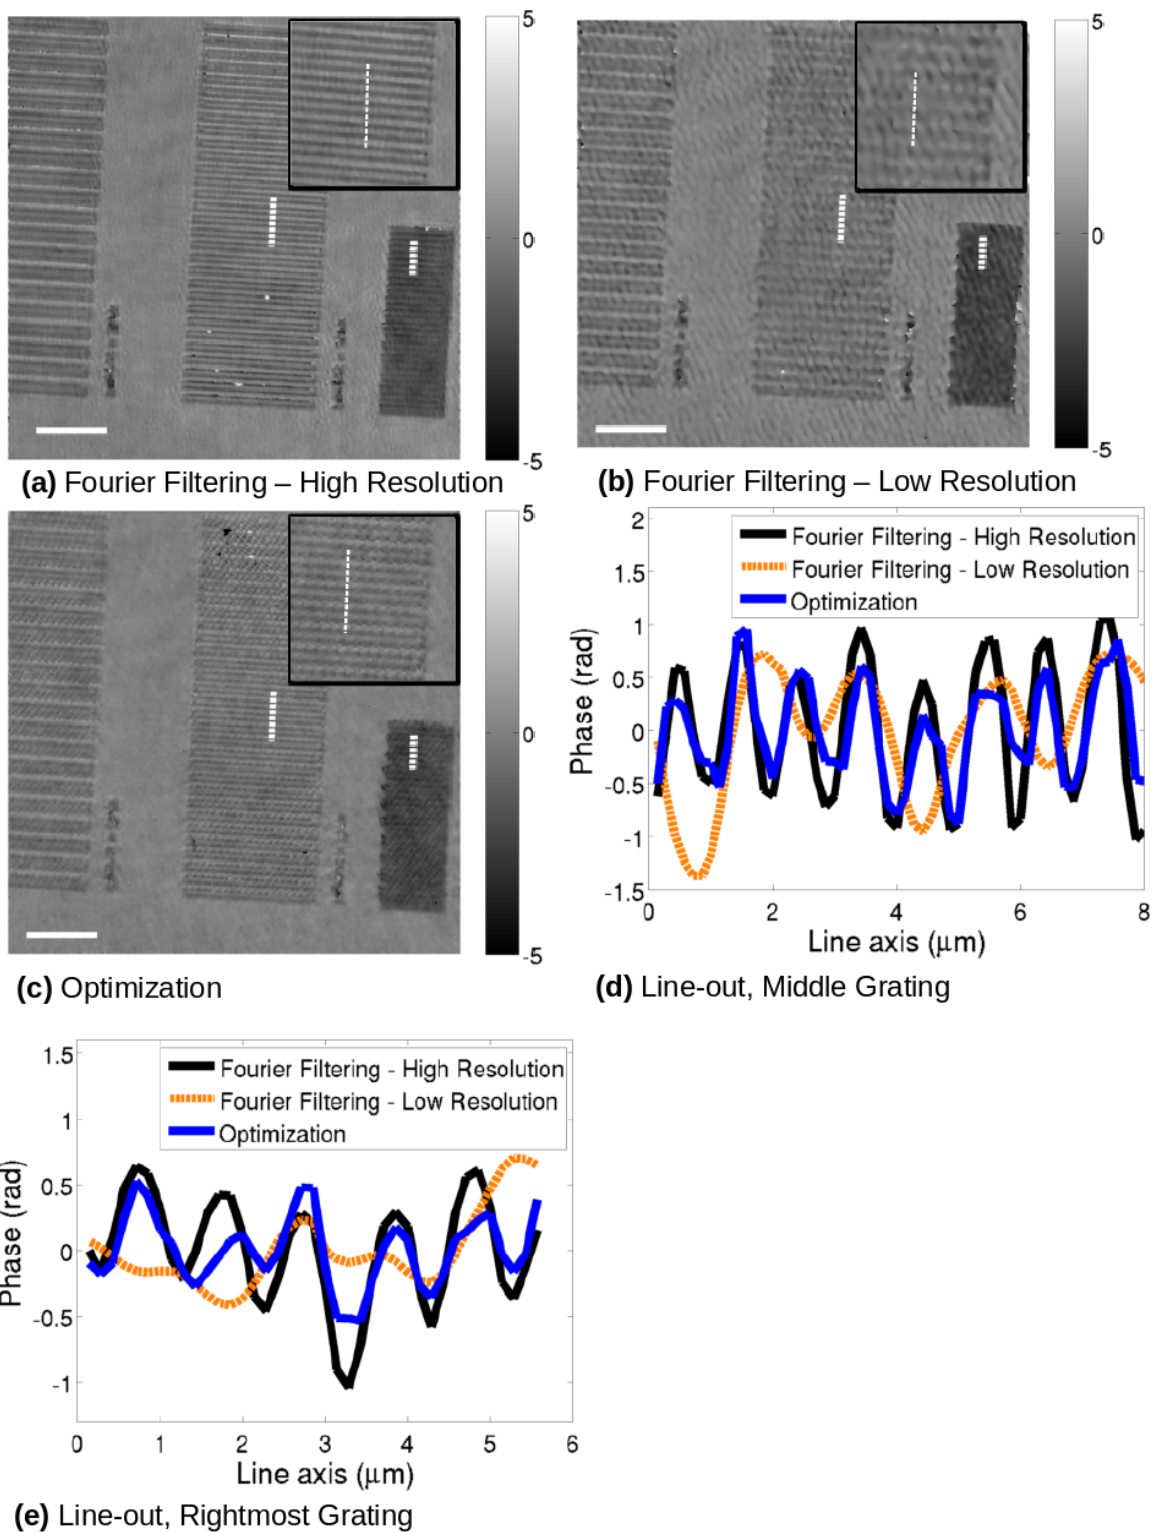 5
0
-5
(a) Fourier Filtering – High Resolution
5
0
-5
(b) Fourier Filtering – Low Resolution
5
0
-5
(c) Optimization
2
1.5
1
0.5
0
-0.5
-1
-1.5
Phase (rad)
Fourier Filtering - High Resolution
Fourier Filtering - Low Resolution
Optimization
0 2 4 6 8
Line axis (μm)
(d) Line-out, Middle Grating
1.5
1
0.5
0
-0.5
-1
Phase (rad)
Fourier Filtering - High Resolution
Fourier Filtering - Low Resolution
Optimization
0 1 2 3 4 5 6
Line axis (μm)
(e) Line-out, Rightmost Grating